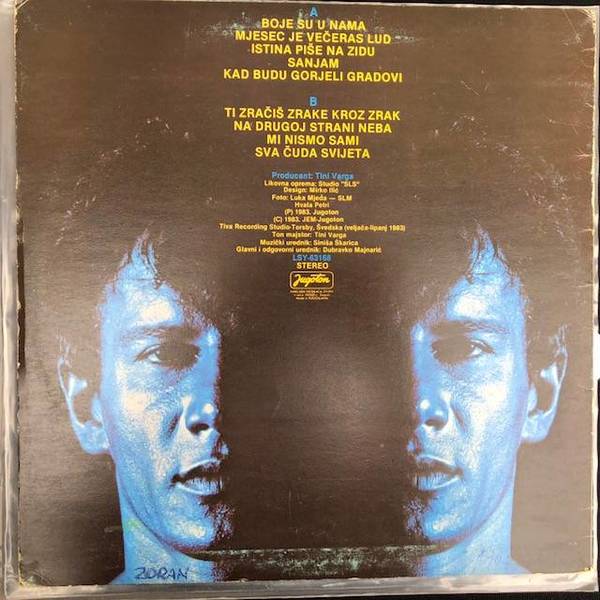 A
BOJE SU U NAMA
MJESEC JE VEČERAS LUD
ISTINA PIŠE NA ZIDU
SANJAM
KAD BUDU GORJELI GRADOVI
B
TI ZRAČIŠ ZRAKE KROZ ZRAK
NA DRUGOJ STRANI NEBA
MI NISMO SAMI
SVA ČUDA SVIJETA
Producent: Tini Varga
Likovna oprema: Studio "SLS"
Design: Mirko Ilić
Foto: Luka Mjeda — SLM
Hvala Petri
(P) 1983. Jugoton
(C) 1983. JEM-Jugoton
Tiva Recording Studio-Torsby, Švedska (veljača-lipanj 1983)
Ton majstor: Tini Varga
Muzički urednik: Siniša Škarica
Glavni i odgovorni urednik: Dubravko Majnarić
LSY-63168
STEREO
Jugoton
ZORAN